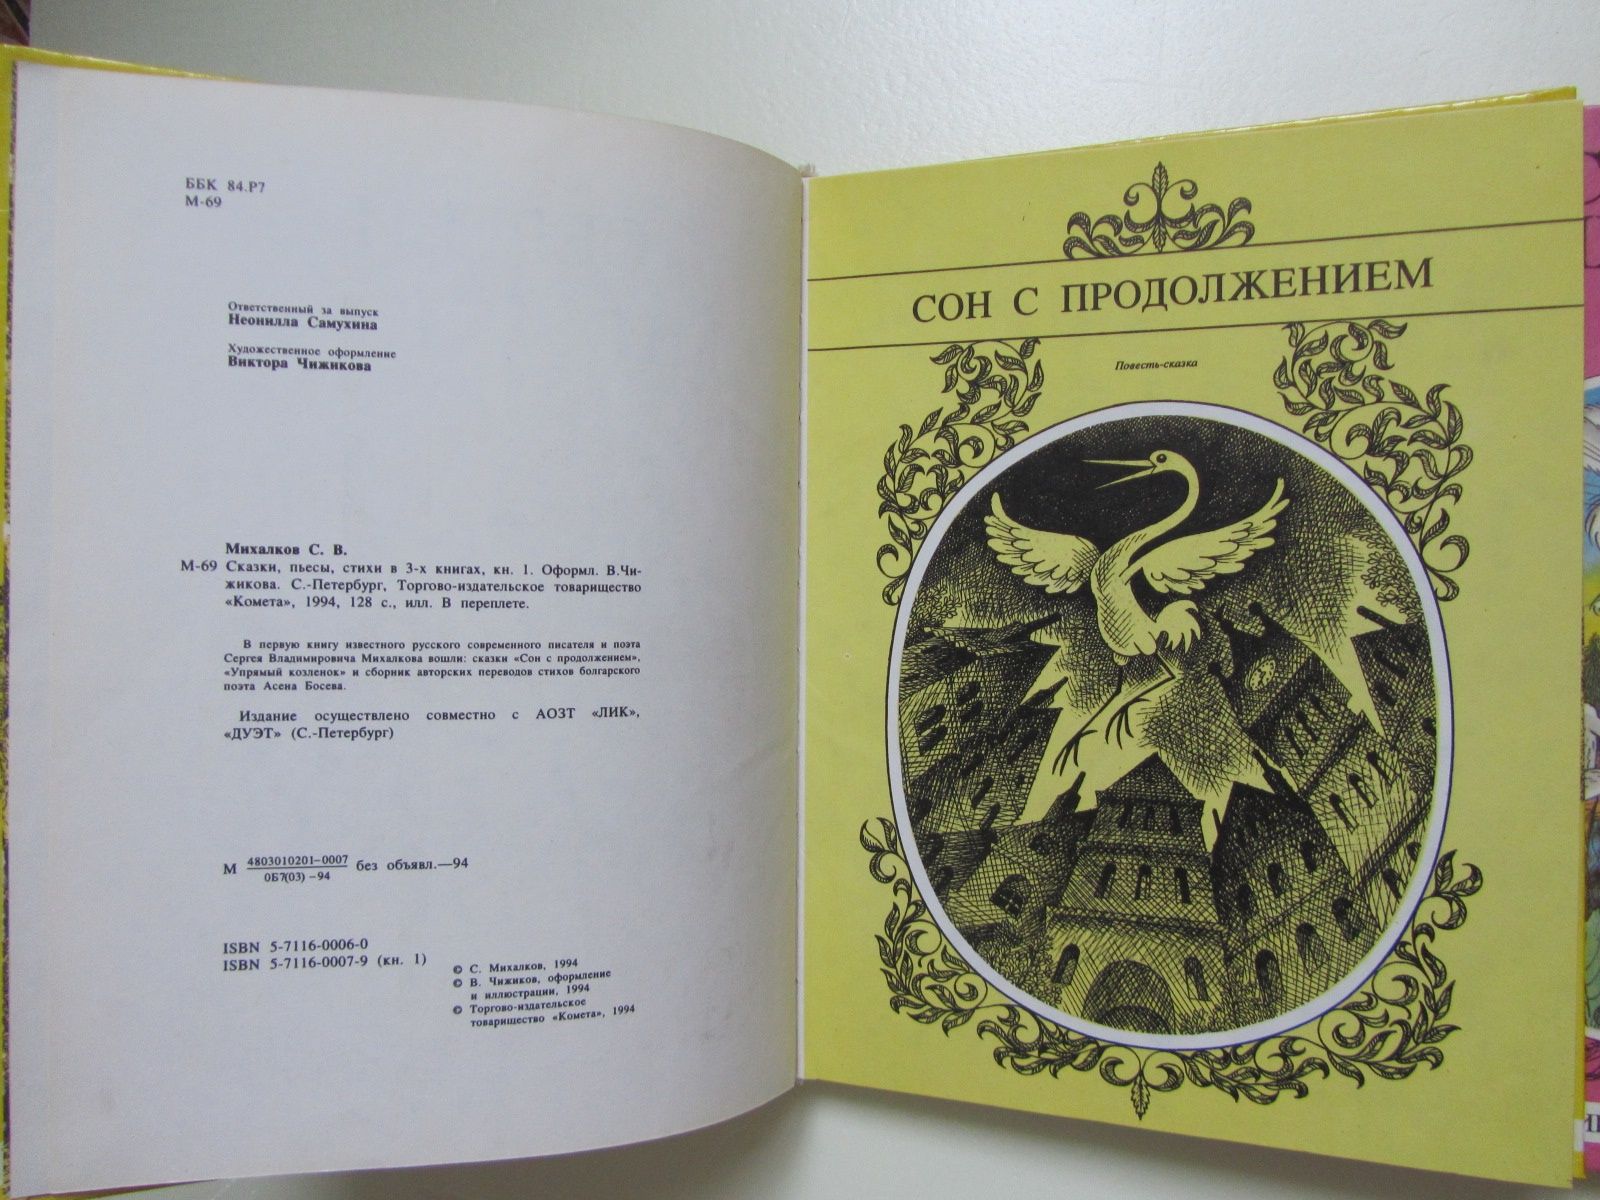 ББК 84.Р7
М-69
Ответственный за выпуск
Неонилла Самухина
Художественное оформление
Виктора Чижикова
Михалков С. В.
М-69 Сказки, пьесы, стихи в 3-х книгах, кн. 1. Оформл. В.Чи-
жикова. С.-Петербург, Торгово-издательское товарищество
«Комета», 1994, 128 с., илл. В переплете.
В первую книгу известного русского современного писателя и поэта
Сергея Владимировича Михалкова вошли: сказки «Сон с продолжением»,
«Упрямый козленок» и сборник авторских переводов стихов болгарского
поэта Асена Босева.
Издание осуществлено совместно с АОЗТ «ЛИК»,
«ДУЭТ» (С.-Петербург)
М 4803010201–0007 без объявл.—94
0Б7(03) –94
ISBN 5-7116-0006-0
ISBN 5-7116-0007-9 (кн. 1)
© С. Михалков, 1994
© В. Чижиков, оформление
и иллюстрации, 1994
© Торгово-издательское
товарищество «Комета», 1994
СОН С ПРОДОЛЖЕНИЕМ
Повесть-сказка